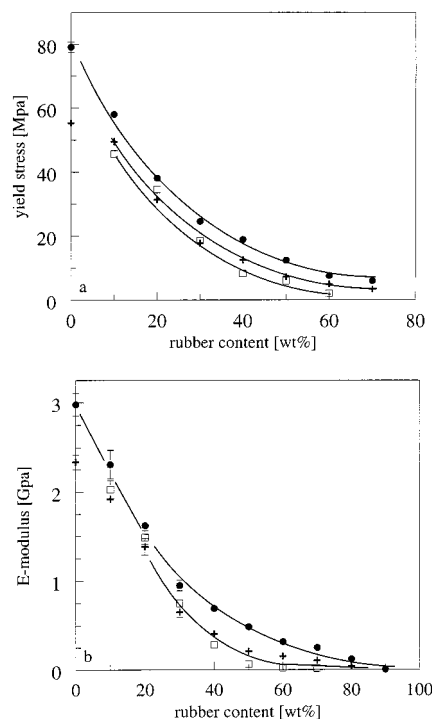 80
60
40
20
0
yield stress [Mpa]
a
0 20 40 60 80
rubber content [wt%]
3
2
1
0
E-modulus [Gpa]
b
0 20 40 60 80 100
rubber content [wt%]